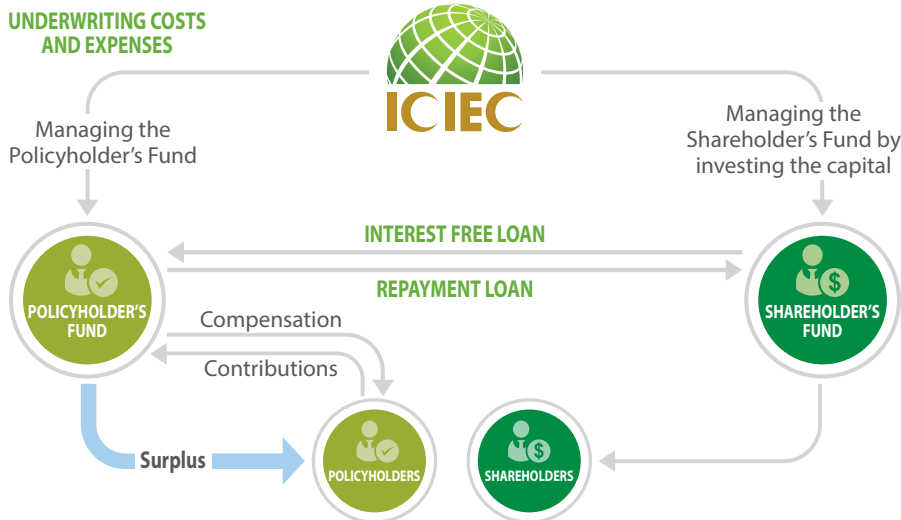 UNDERWRITING COSTS
AND EXPENSES
ICIEC
Managing the
Policyholder’s Fund
Managing the
Shareholder’s Fund by
investing the capital
INTEREST FREE LOAN
REPAYMENT LOAN
POLICYHOLDER’S
FUND
$
SHAREHOLDER’S
FUND
Compensation
Contributions
Surplus
POLICYHOLDERS
$
SHAREHOLDERS